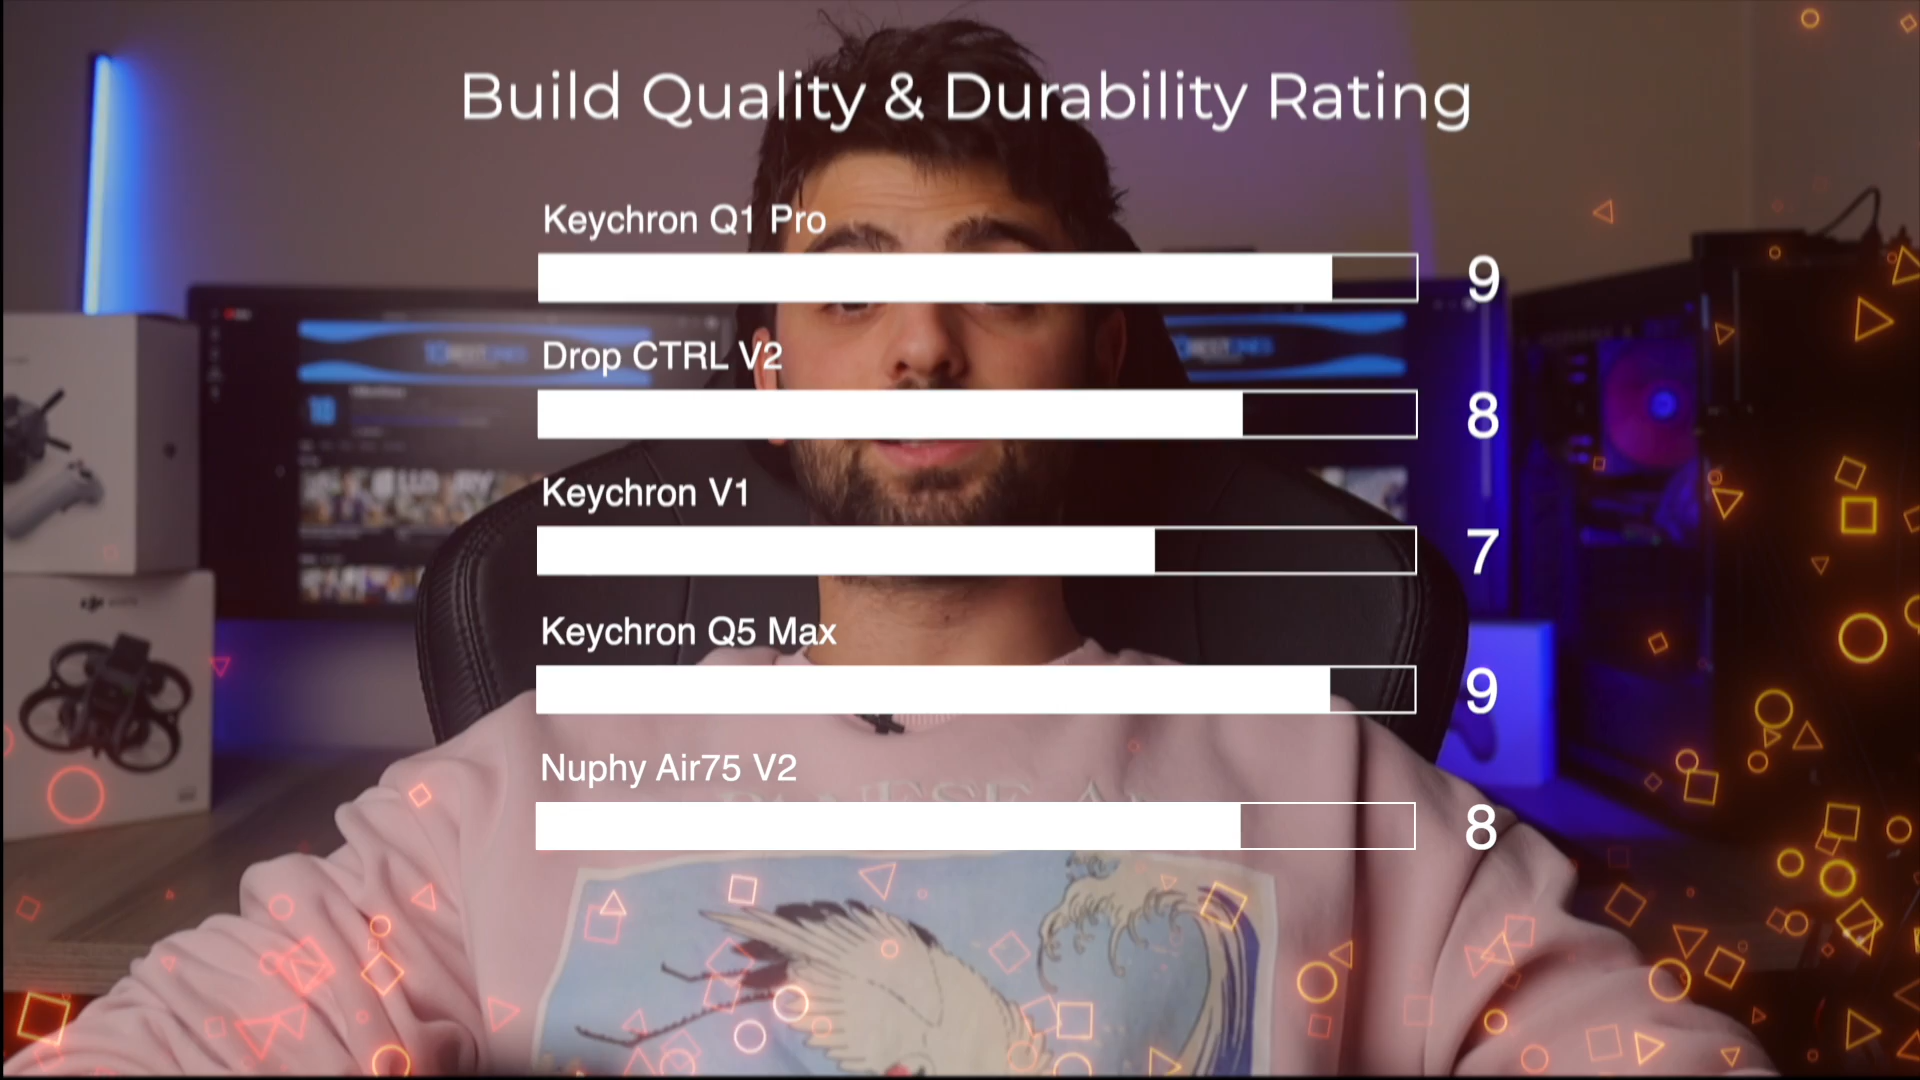 Build Quality & Durability Rating
Keychron Q1 Pro
9
Drop CTRL V2
8
Keychron V1
7
Keychron Q5 Max
9
Nuphy Air75 V2
8